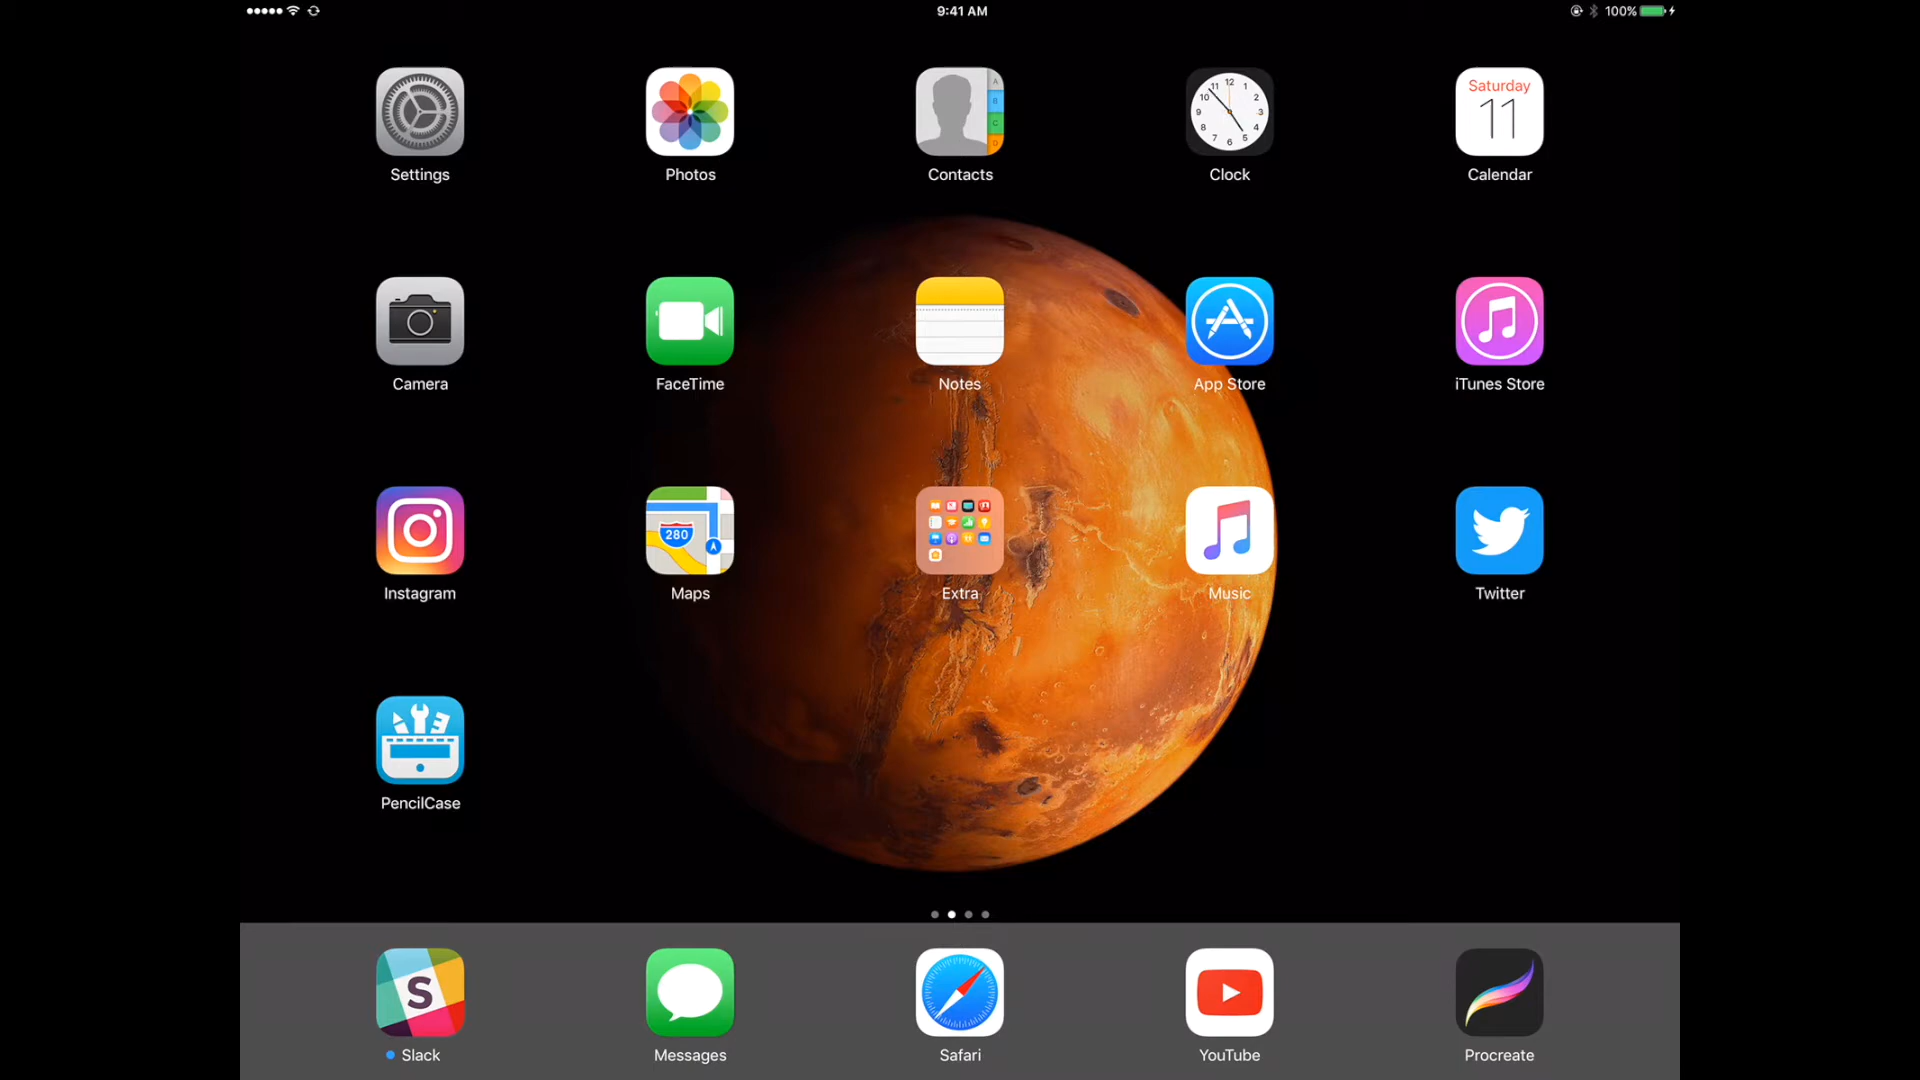 9:41 AM
100%
Saturday
11
Settings
Photos
Contacts
Clock
Calendar
Camera
FaceTime
Notes
App Store
iTunes Store
280
Instagram
Maps
Extra
Music
Twitter
PencilCase
S
Slack
Messages
Safari
YouTube
Procreate